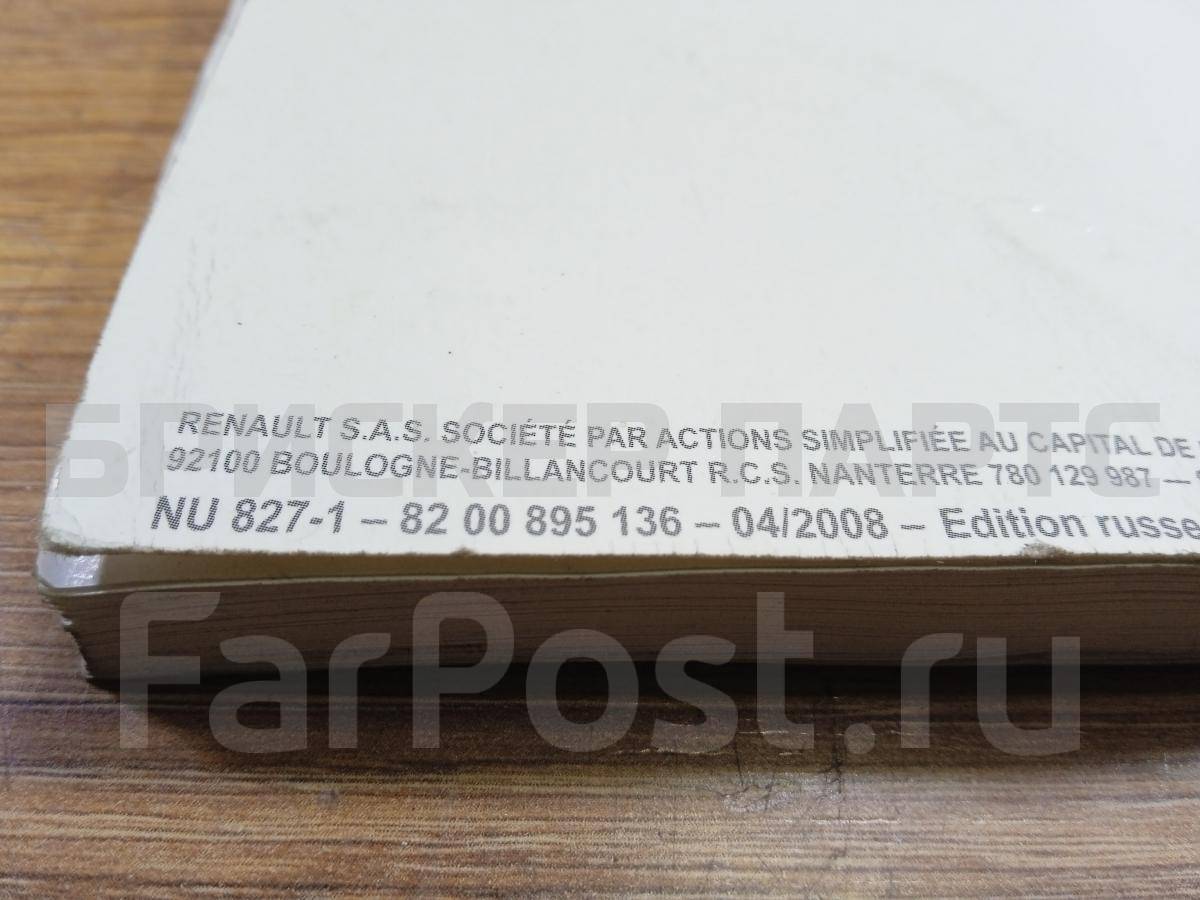 БРИСКЕР ПАРТС
RENAULT S.A.S. SOCIÉTÉ PAR ACTIONS SIMPLIFIÉE AU CAPITAL DE
92100 BOULOGNE-BILLANCOURT R.C.S. NANTERRE 780 129 987 —
NU 827-1 – 82 00 895 136 – 04/2008 – Edition russe
FarPost.ru